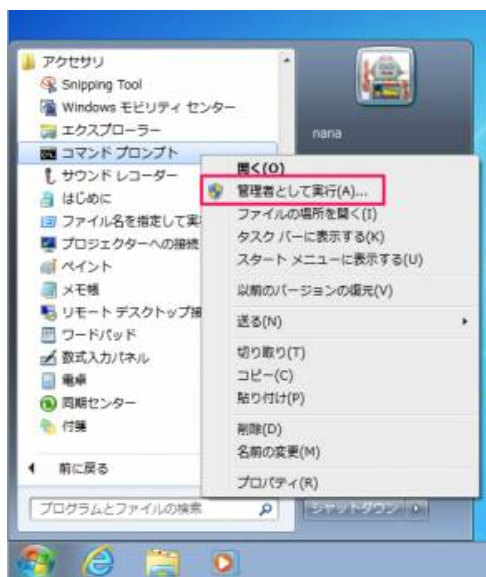 アクセサリ
Snipping Tool
Windows モビリティ センター
エクスプローラー
コマンド プロンプト
サウンド レコーダー
はじめに
ファイル名を指定して実
プロジェクターへの接続
ペイント
メモ帳
リモート デスクトップ接
ワードパッド
数式入力パネル
電卓
同期センター
付箋
前に戻る
プログラムとファイルの検索
nana
開く(O)
管理者として実行(A)...
ファイルの場所を開く(I)
タスク バーに表示する(K)
スタート メニューに表示する(U)
以前のバージョンの復元(V)
送る(N)
切り取り(T)
コピー(C)
貼り付け(P)
削除(D)
名前の変更(M)
プロパティ(R)
シャットダウン